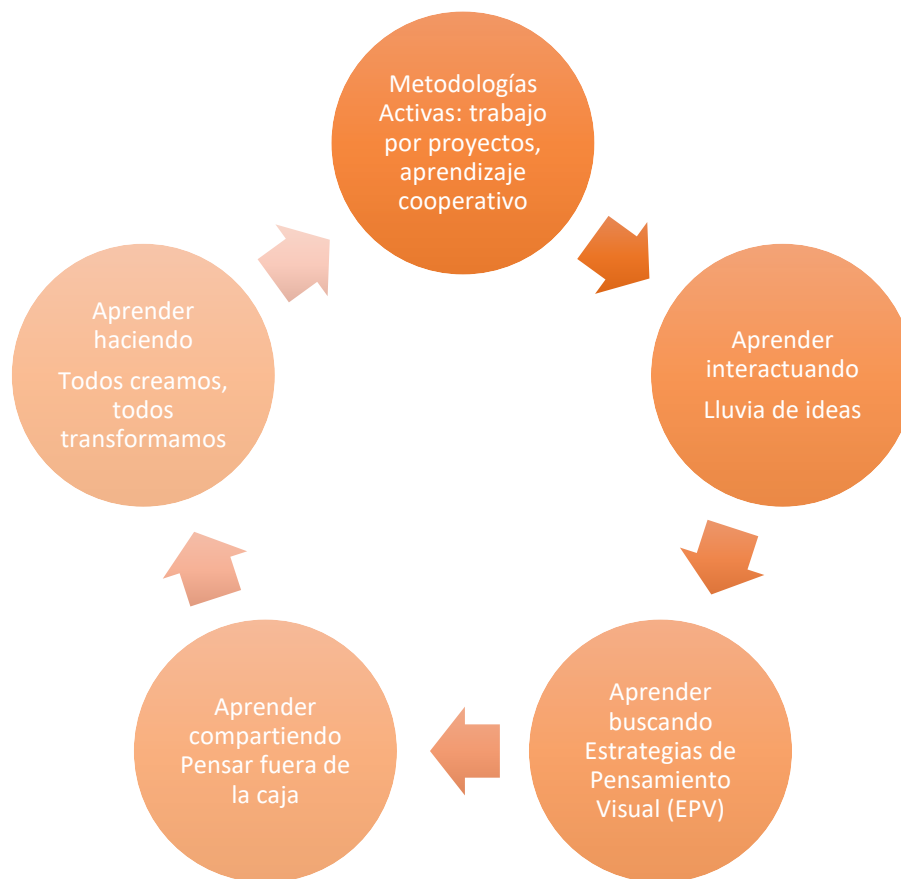 Metodologías
Activas: trabajo
por proyectos,
aprendizaje
cooperativo
Aprender
interactuando
Lluvia de ideas
Aprender
buscando
Estrategias de
Pensamiento
Visual (EPV)
Aprender
compartiendo
Pensar fuera de
la caja
Aprender
haciendo
Todos creamos,
todos
transformamos